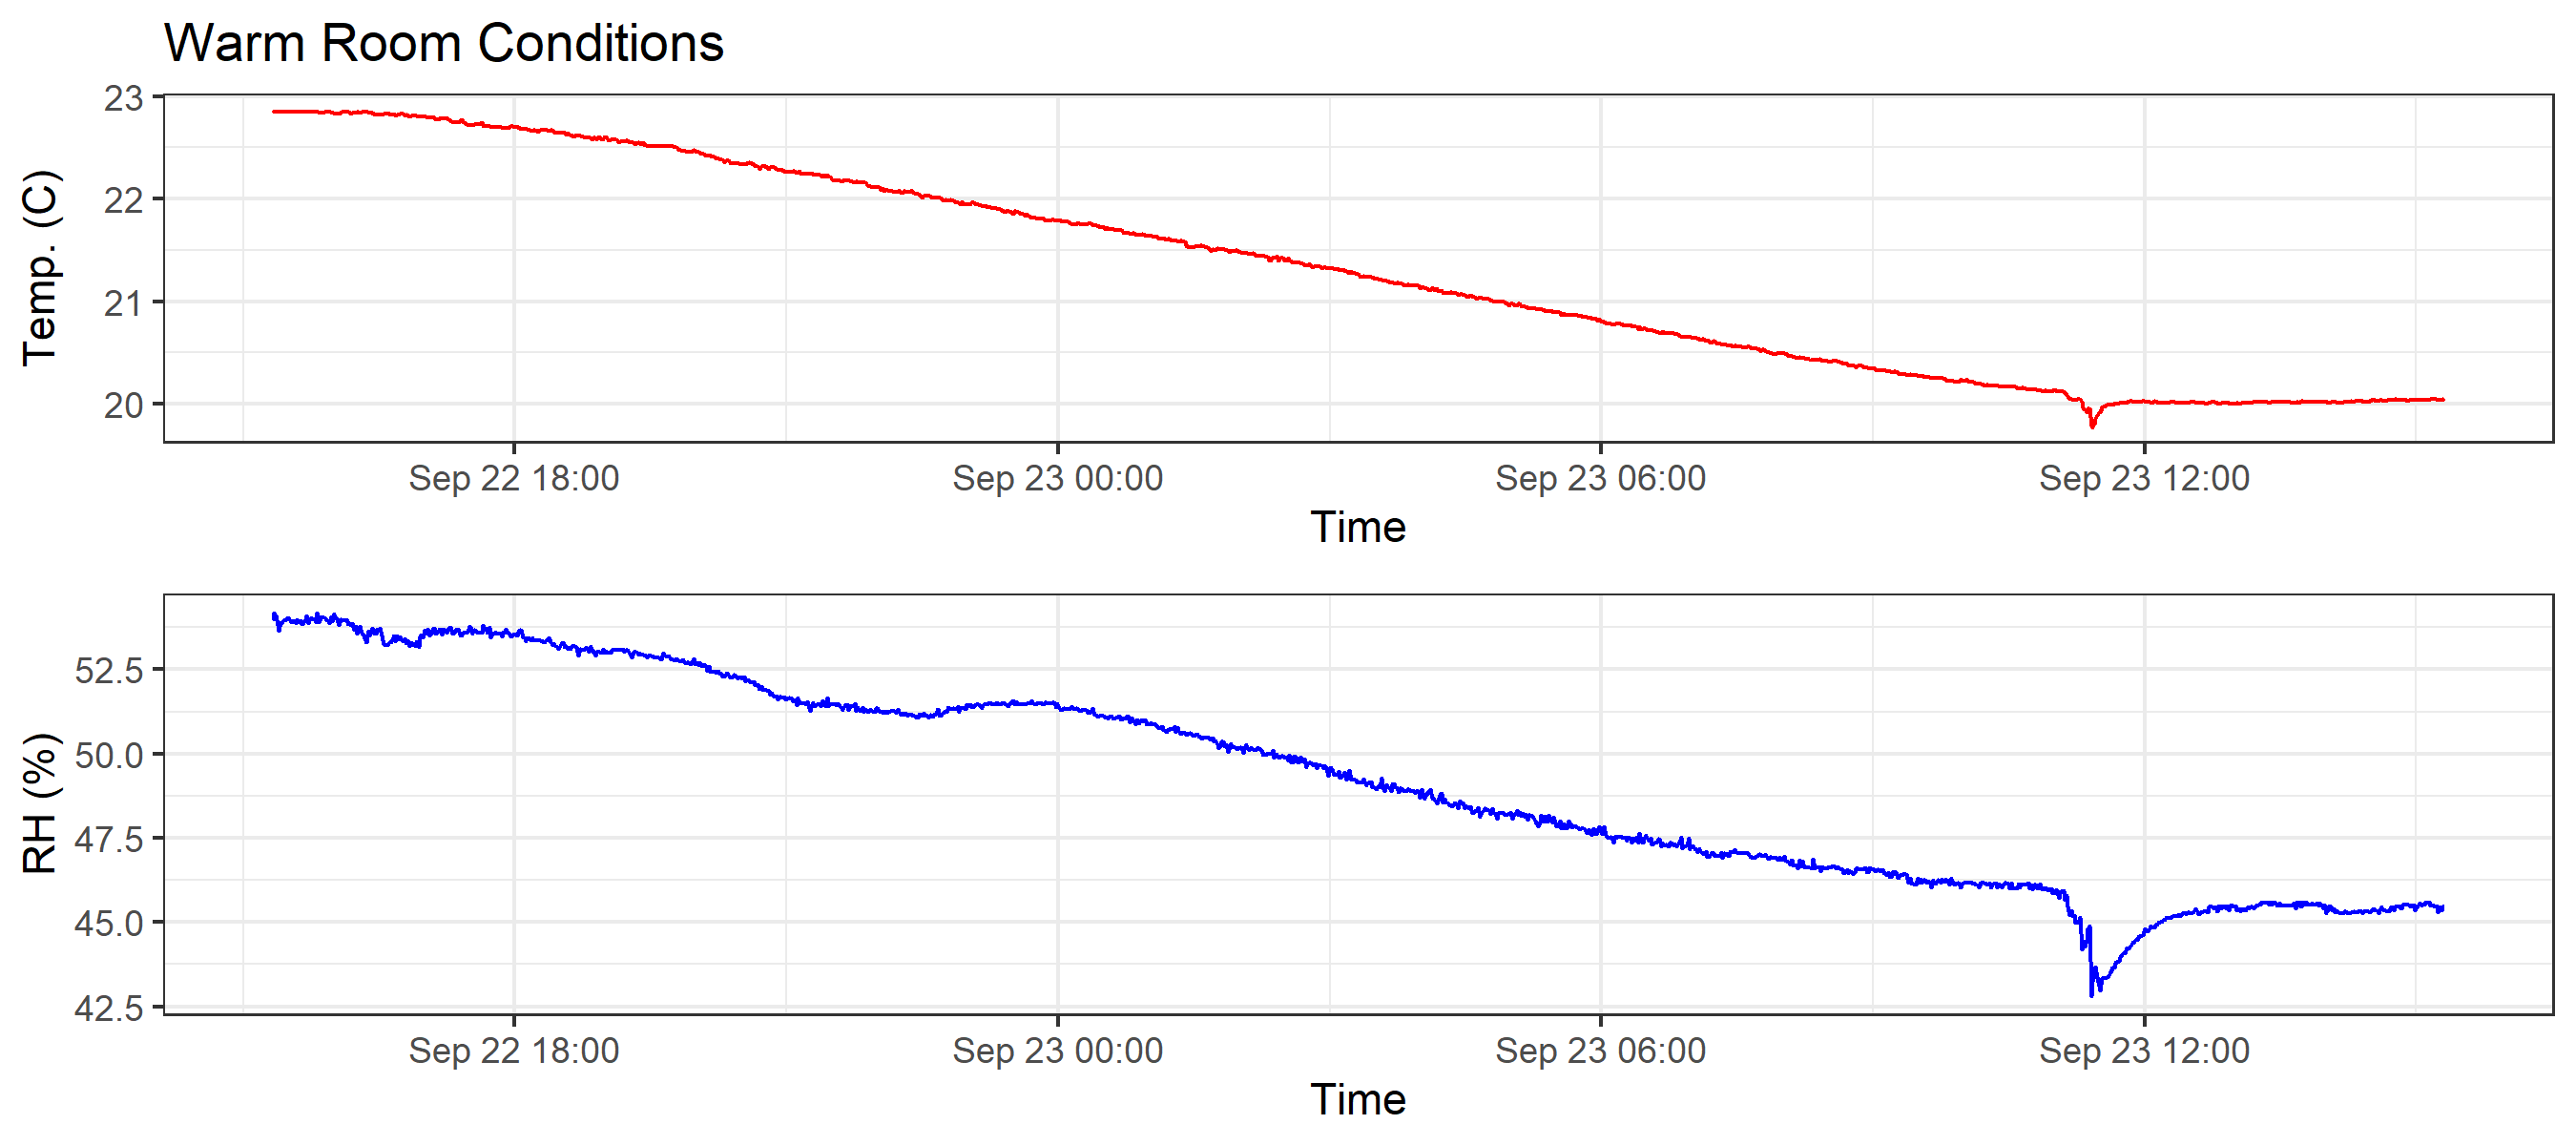 Warm Room Conditions
23
22
21
20
Temp. (C)
Sep 22 18:00 Sep 23 00:00 Sep 23 06:00 Sep 23 12:00
Time
52.5
50.0
47.5
45.0
42.5
RH (%)
Sep 22 18:00 Sep 23 00:00 Sep 23 06:00 Sep 23 12:00
Time